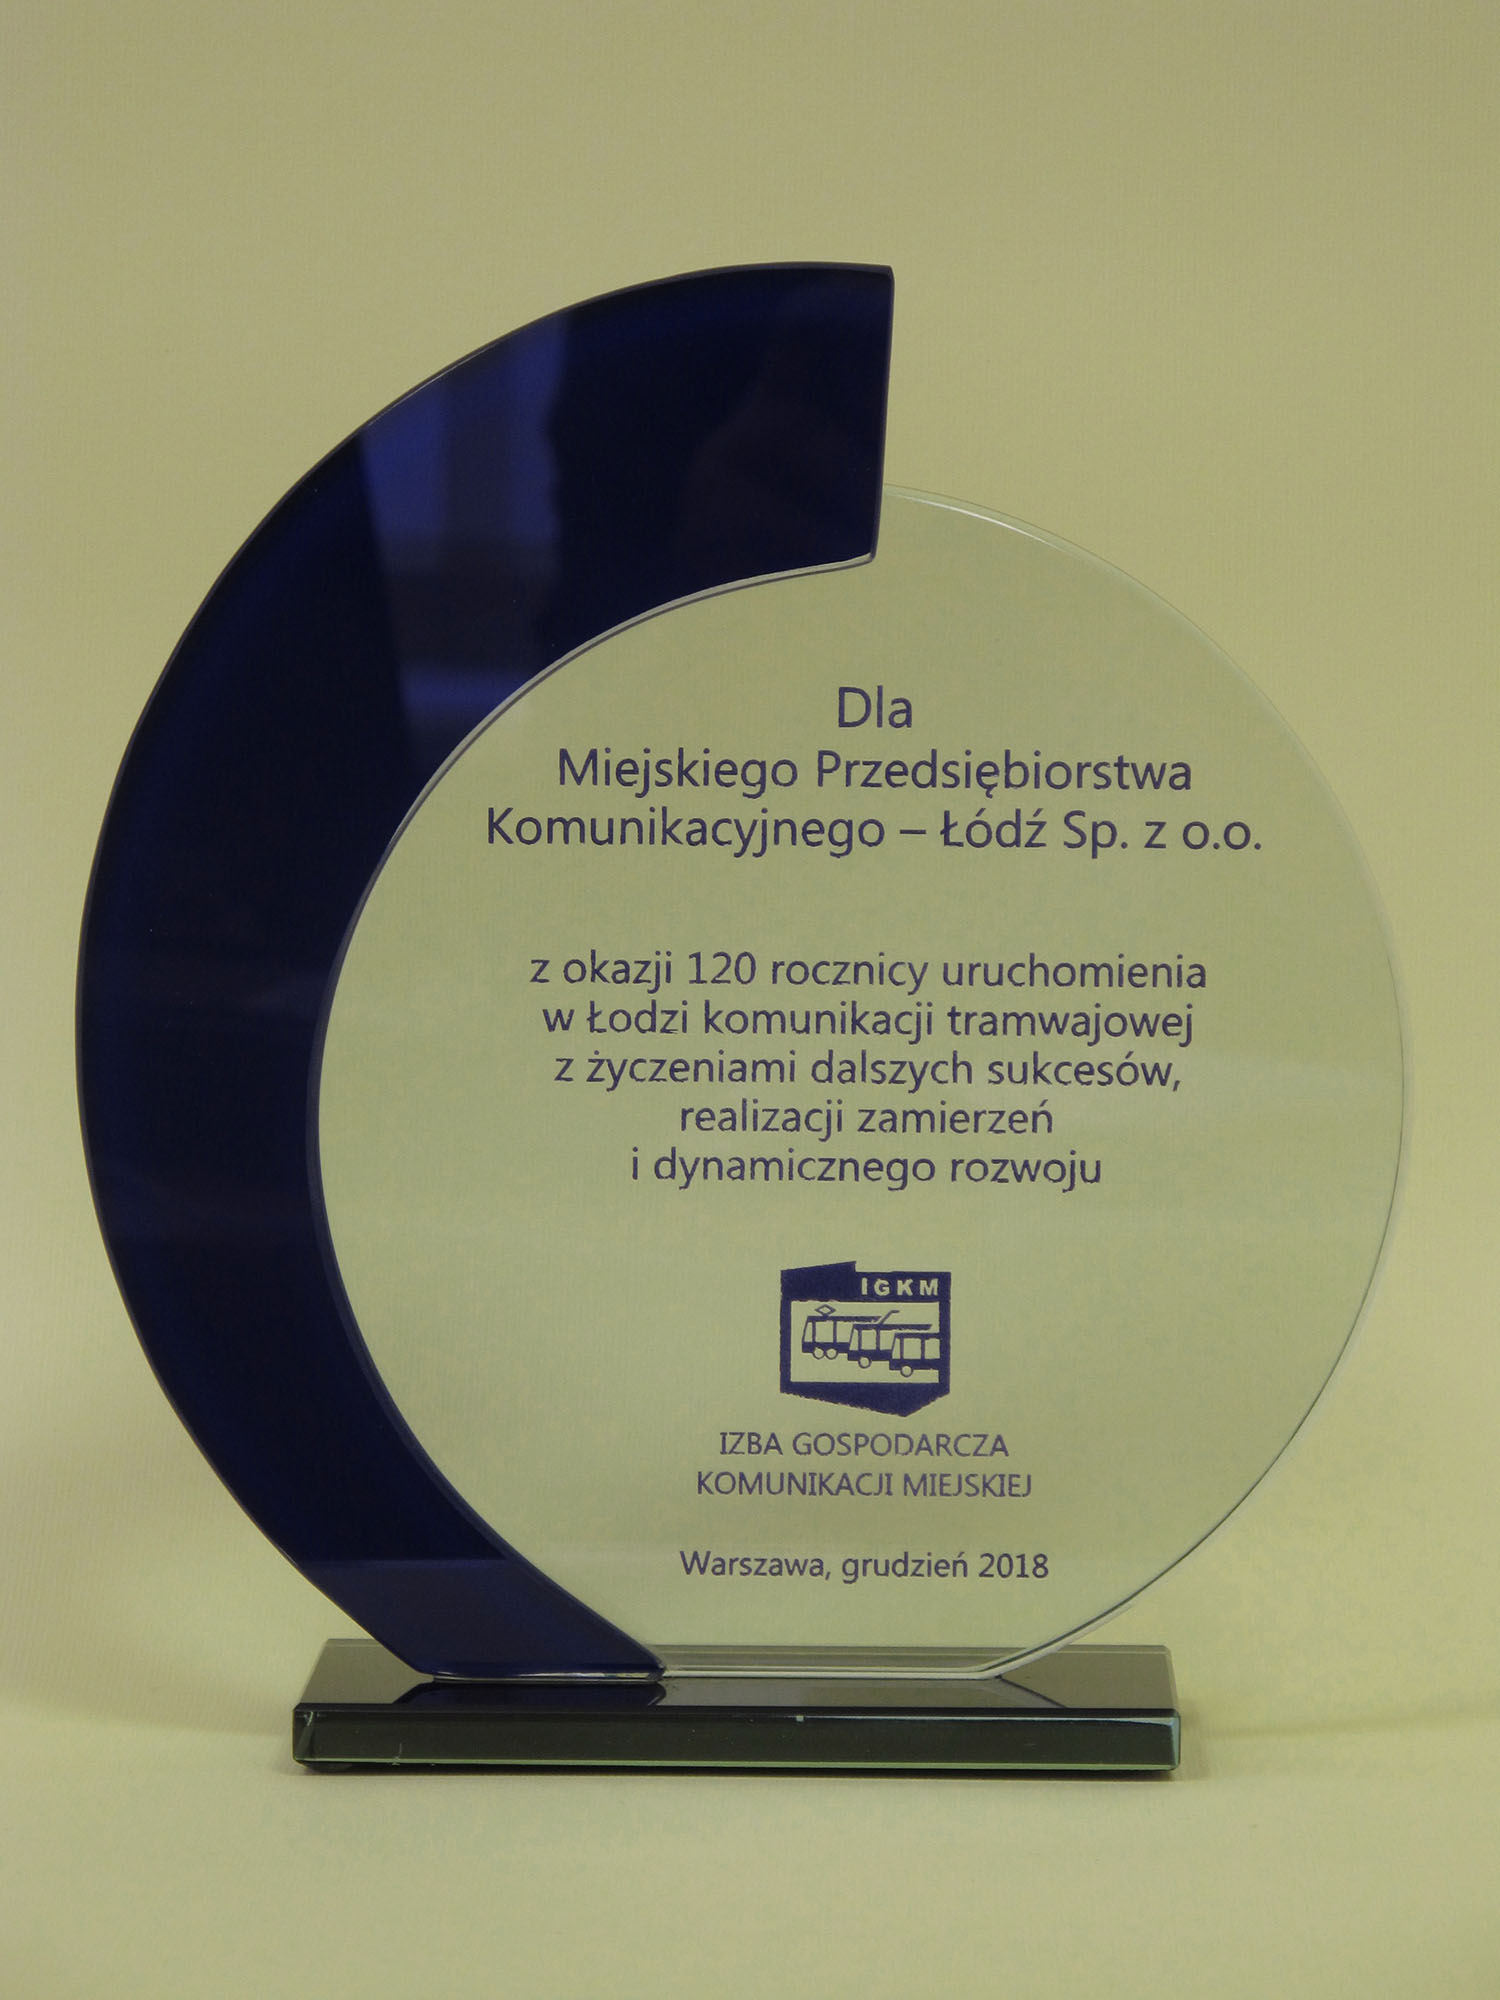 Dla
Miejskiego Przedsiębiorstwa
Komunikacyjnego – Łódź Sp. z o.o.
z okazji 120 rocznicy uruchomienia
w Łodzi komunikacji tramwajowej
z życzeniami dalszych sukcesów,
realizacji zamierzeń
i dynamicznego rozwoju
IGKM
IZBA GOSPODARCZA
KOMUNIKACJI MIEJSKIEJ
Warszawa, grudzień 2018